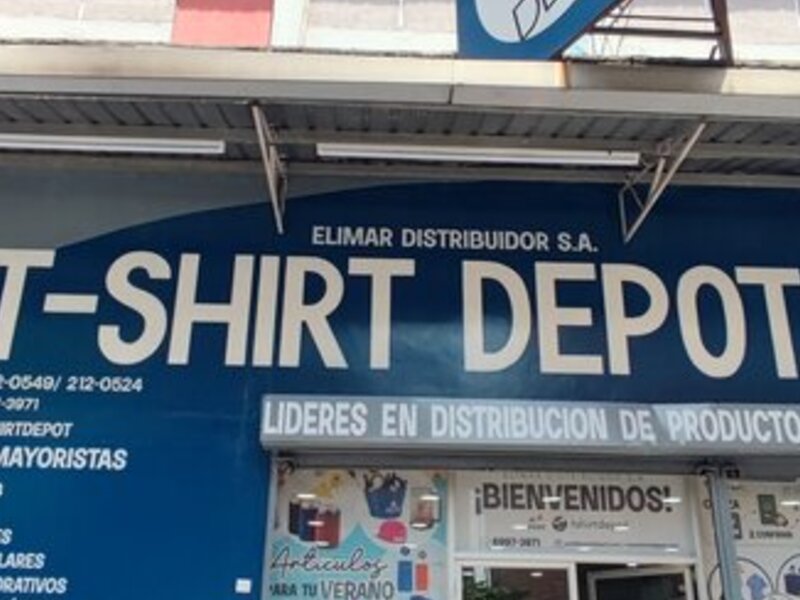 ELIMAR DISTRIBUIDOR S.A.
T-SHIRT DEPOT
2-0549/ 212-0524
-3971
IRTDEPOT
MAYORISTAS
LIDERES EN DISTRIBUCION DE PRODUCTO
¡BIENVENIDOS!
tshirtdepot
6997-3971
Articulos
PARA TU VERANO
LARES
ORATIVOS